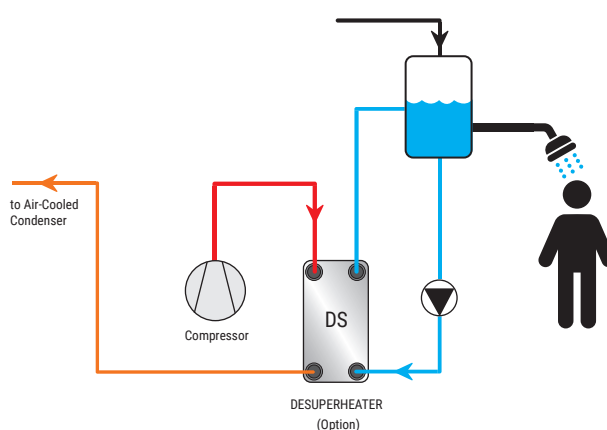 to Air-Cooled
Condenser
Compressor
DS
DESUPERHEATER
(Option)